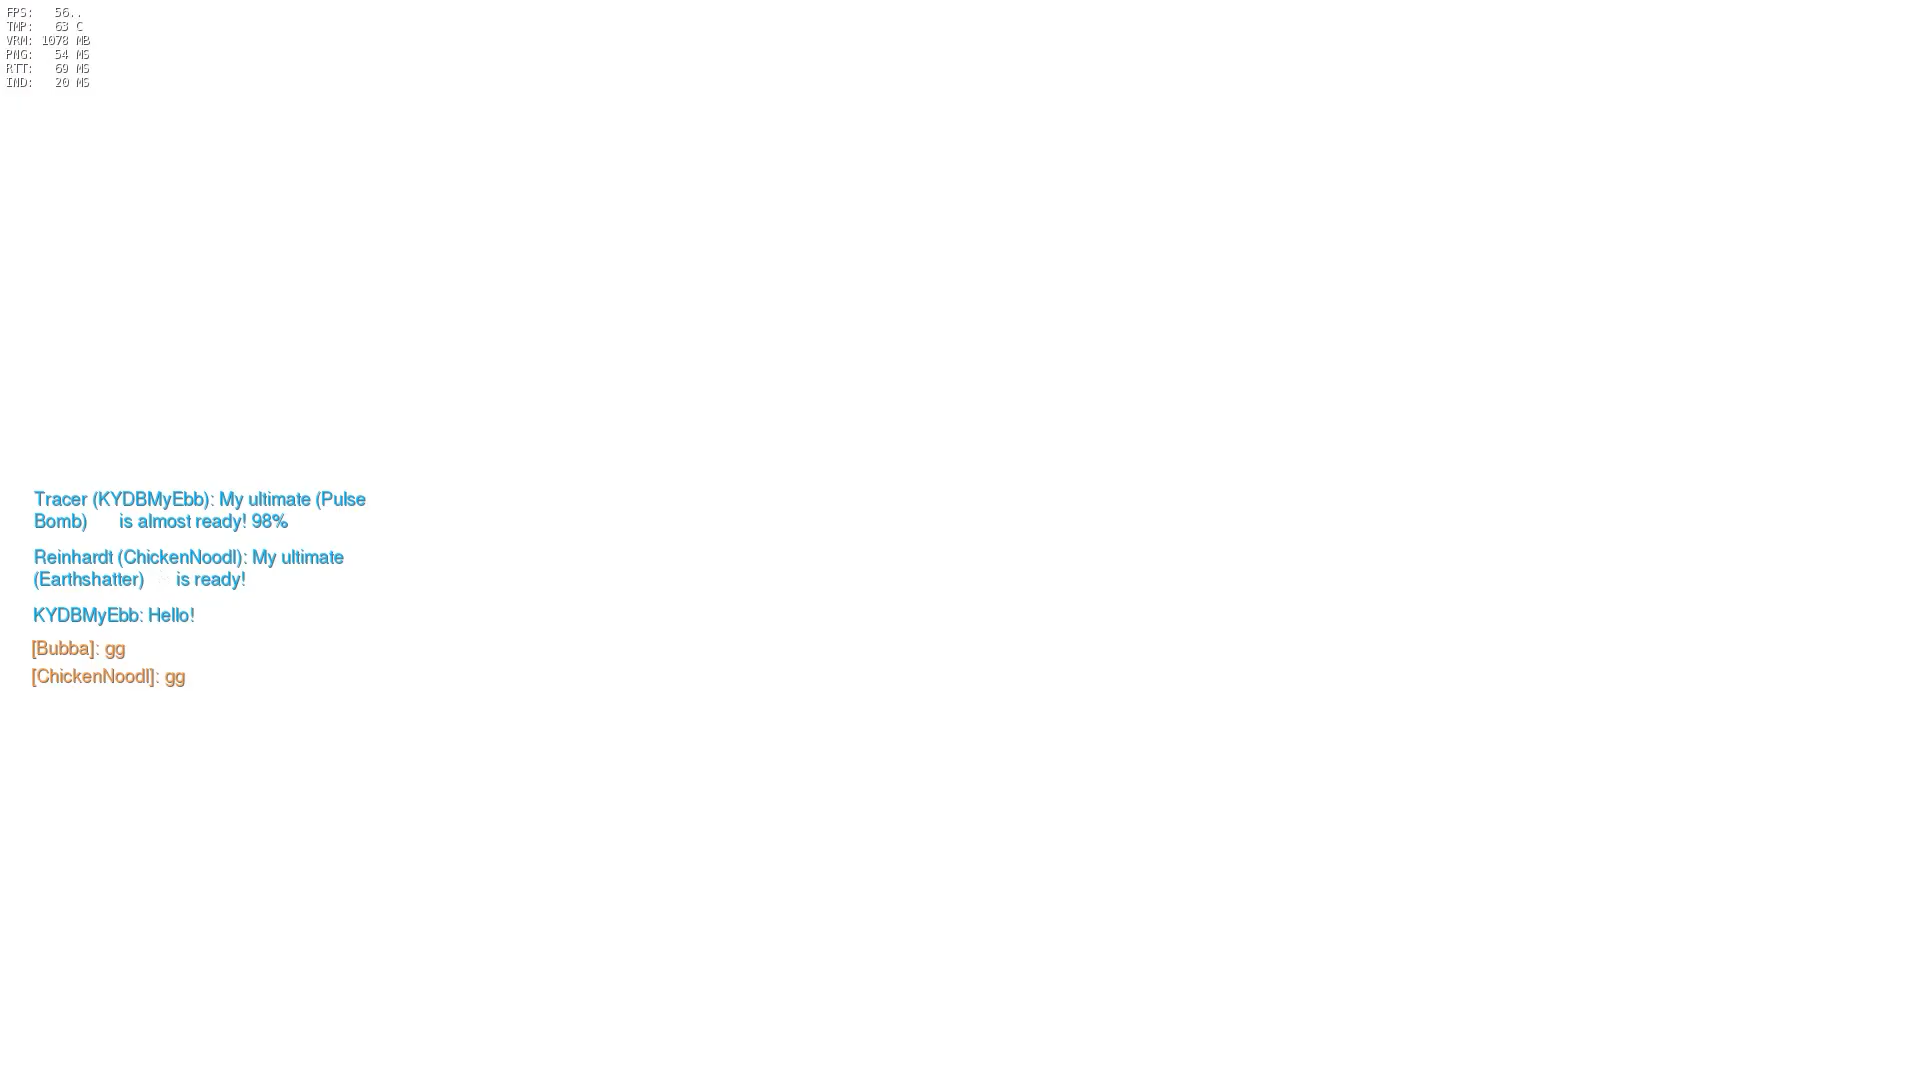 FPS: 56..
TMP: 63 C
VRM: 1078 MB
PNG: 54 MS
RTT: 69 MS
IND: 20 MS
Tracer (KYDBMyEbb): My ultimate (Pulse
Bomb) is almost ready! 98%
Reinhardt (ChickenNoodl): My ultimate
(Earthshatter) is ready!
KYDBMyEbb: Hello!
[Bubba]: gg
[ChickenNoodl]: gg